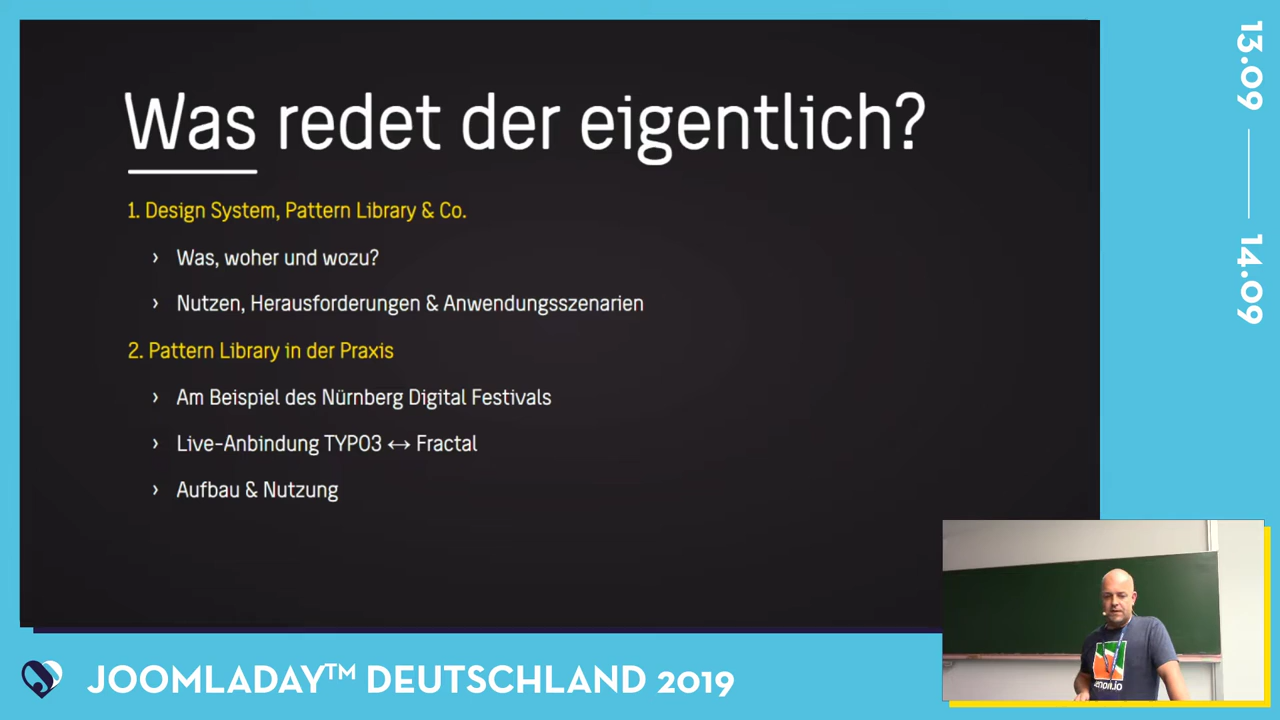 Was redet der eigentlich?
1. Design System, Pattern Library & Co.
› Was, woher und wozu?
› Nutzen, Herausforderungen & Anwendungsszenarien
2. Pattern Library in der Praxis
› Am Beispiel des Nürnberg Digital Festivals
› Live-Anbindung TYPO3 ↔ Fractal
› Aufbau & Nutzung
13.09
14.09
JOOMLADAY™ DEUTSCHLAND 2019